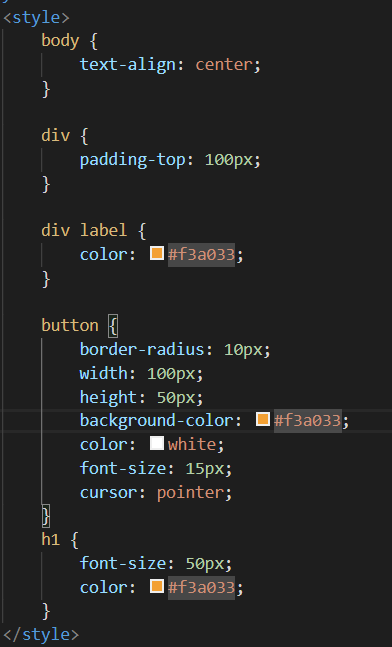 <style>
body {
text-align: center;
}
div {
padding-top: 100px;
}
div label {
color: #f3a033;
}
button {
border-radius: 10px;
width: 100px;
height: 50px;
background-color: #f3a033;
color: white;
font-size: 15px;
cursor: pointer;
}
h1 {
font-size: 50px;
color: #f3a033;
}
</style>